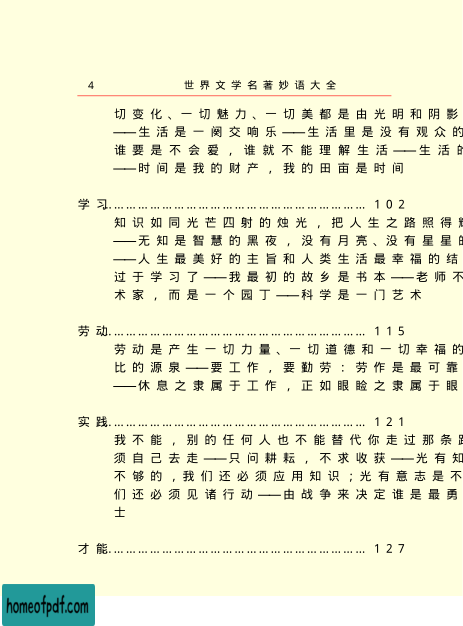 4 世界文学名著妙语大全
切变化、一切魅力、一切美都是由光明和阴影
——生活是一阕交响乐——生活里是没有观众的
谁要是不会爱，谁就不能理解生活——生活的
——时间是我的财产，我的田亩是时间
学习……………………………………………………… 102
知识如同光芒四射的烛光，把人生之路照得
——无知是智慧的黑夜，没有月亮、没有星星的
——人生最美好的主旨和人类生活最幸福的结
过于学习了——我最初的故乡是书本——老师不
术家，而是一个园丁——科学是一门艺术
劳动……………………………………………………… 115
劳动是产生一切力量、一切道德和一切幸福的
比的源泉——要工作，要勤劳：劳作是最可靠
——休息之隶属于工作，正如眼睑之隶属于眼
实践……………………………………………………… 121
我不能，别的任何人也不能替代你走过那条路
须自己去走——只问耕耘，不求收获——光有知
不够的，我们还必须应用知识；光有意志是不
们还必须见诸行动——由战争来决定谁是最勇
士
才能……………………………………………………… 127
homeofpdf.com